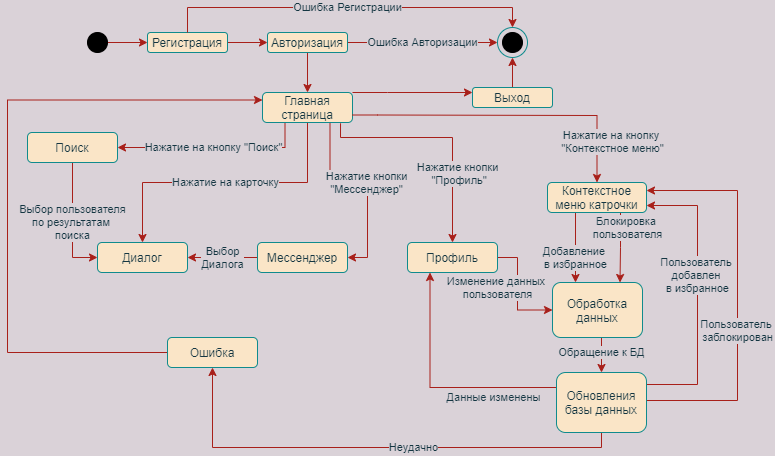 Ошибка Регистрации
Регистрация
Авторизация
Ошибка Авторизации
Главная
страница
Выход
Нажатие на кнопку
"Контекстное меню"
Поиск
Нажатие на кнопку "Поиск"
Нажатие на карточку
Нажатие кнопки
"Мессенджер"
Нажатие кнопки
"Профиль"
Контекстное
меню катрочки
Выбор пользователя
по результатам
поиска
Блокировка
пользователя
Диалог
Выбор
Диалога
Мессенджер
Профиль
Добавление
в избранное
Пользователь
добавлен
в избранное
Изменение данных
пользователя
Обработка
данных
Пользователь
заблокирован
Ошибка
Обращение к БД
Данные изменены
Обновления
базы данных
Неудачно